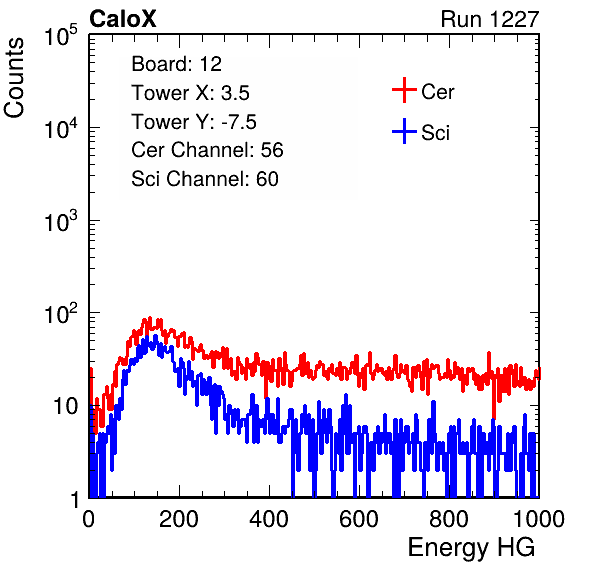 CaloX Run 1227
Counts
10^5
10^4
10^3
10^2
10
1
Board: 12
Tower X: 3.5
Tower Y: -7.5
Cer Channel: 56
Sci Channel: 60
Cer
Sci
0 200 400 600 800 1000
Energy HG